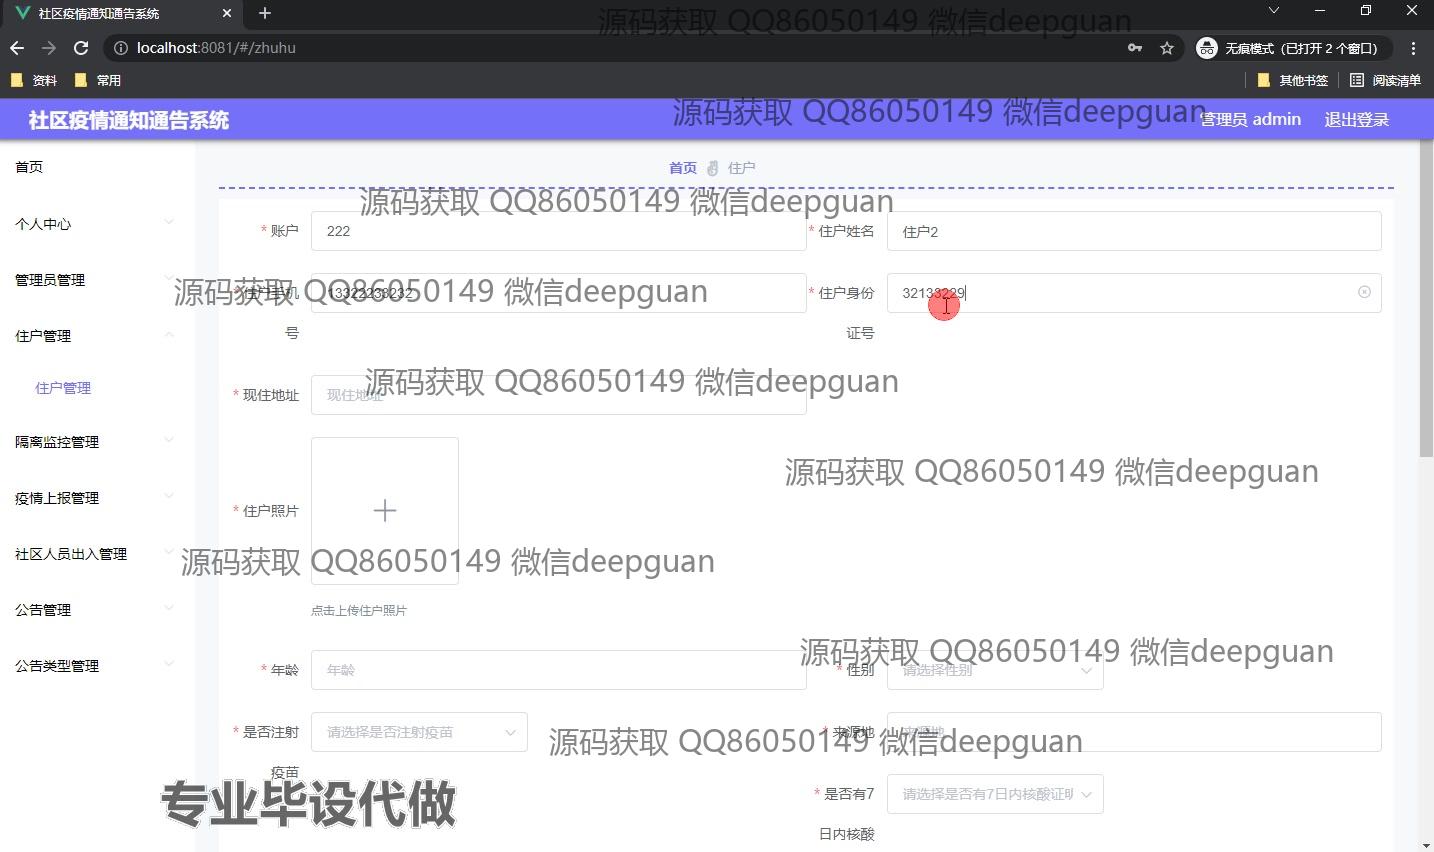 社区疫情通知通告系统
源码获取 QQ86050149 微信deepguan
localhost:8081/#/zhuhu
无痕模式（已打开 2 个窗口）
资料 常用 其他书签 阅读清单
社区疫情通知通告系统
源码获取 QQ86050149 微信deepguan
管理员 admin 退出登录
首页
首页 住户
个人中心
管理员管理
住户管理
住户管理
隔离监控管理
疫情上报管理
社区人员出入管理
公告管理
公告类型管理
源码获取 QQ86050149 微信deepguan
* 账户 222 * 住户姓名 住户2
源码获取 QQ86050149 微信deepguan
* 住户手机号 13322238232 * 住户身份证号 32133229
源码获取 QQ86050149 微信deepguan
* 现住地址 现住地址
源码获取 QQ86050149 微信deepguan
* 住户照片
源码获取 QQ86050149 微信deepguan
点击上传住户照片
源码获取 QQ86050149 微信deepguan
* 年龄 年龄 * 性别 请选择性别
* 是否注射疫苗 请选择是否注射疫苗 * 来源地 来源地
源码获取 QQ86050149 微信deepguan
* 是否有7日内核酸 请选择是否有7日内核酸证明
专业毕设代做